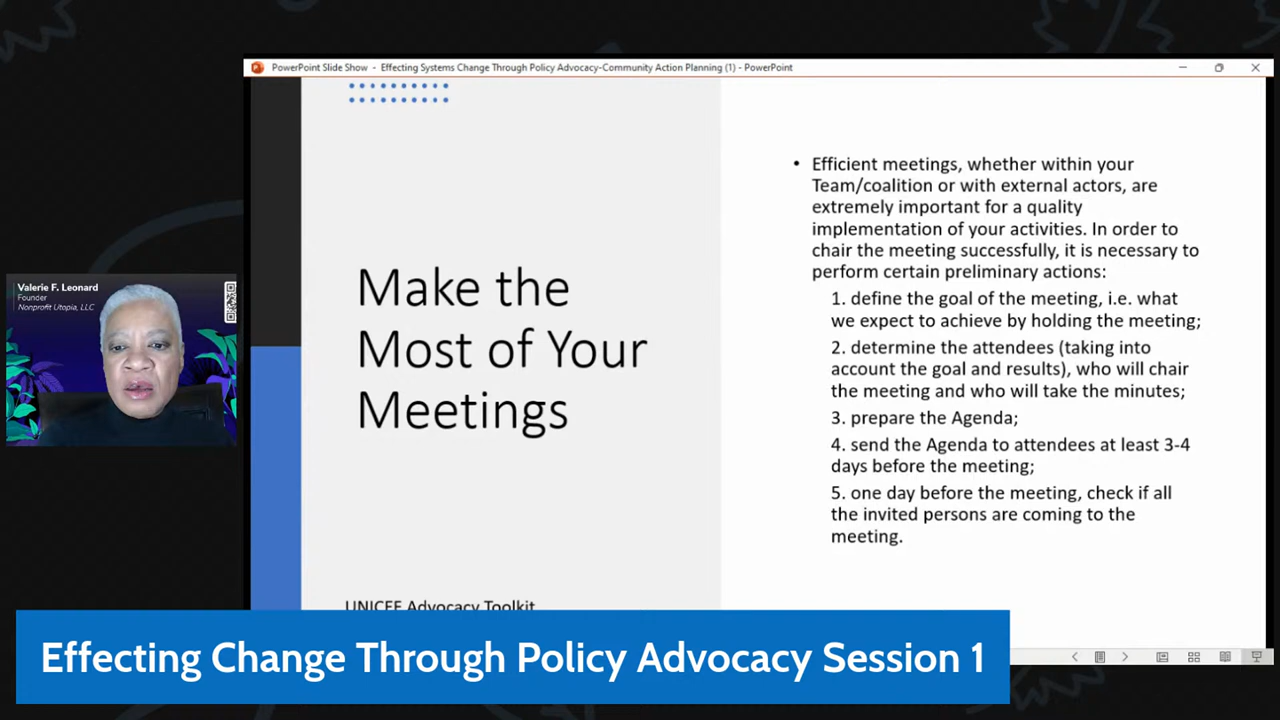 PowerPoint Slide Show - Effecting Systems Change Through Policy Advocacy-Community Action Planning (1) - PowerPoint
Valerie F. Leonard
Founder
Nonprofit Utopia, LLC
Make the
Most of Your
Meetings
UNICEF Advocacy Toolkit
• Efficient meetings, whether within your
Team/coalition or with external actors, are
extremely important for a quality
implementation of your activities. In order to
chair the meeting successfully, it is necessary to
perform certain preliminary actions:
1. define the goal of the meeting, i.e. what
we expect to achieve by holding the meeting;
2. determine the attendees (taking into
account the goal and results), who will chair
the meeting and who will take the minutes;
3. prepare the Agenda;
4. send the Agenda to attendees at least 3-4
days before the meeting;
5. one day before the meeting, check if all
the invited persons are coming to the
meeting.
Effecting Change Through Policy Advocacy Session 1